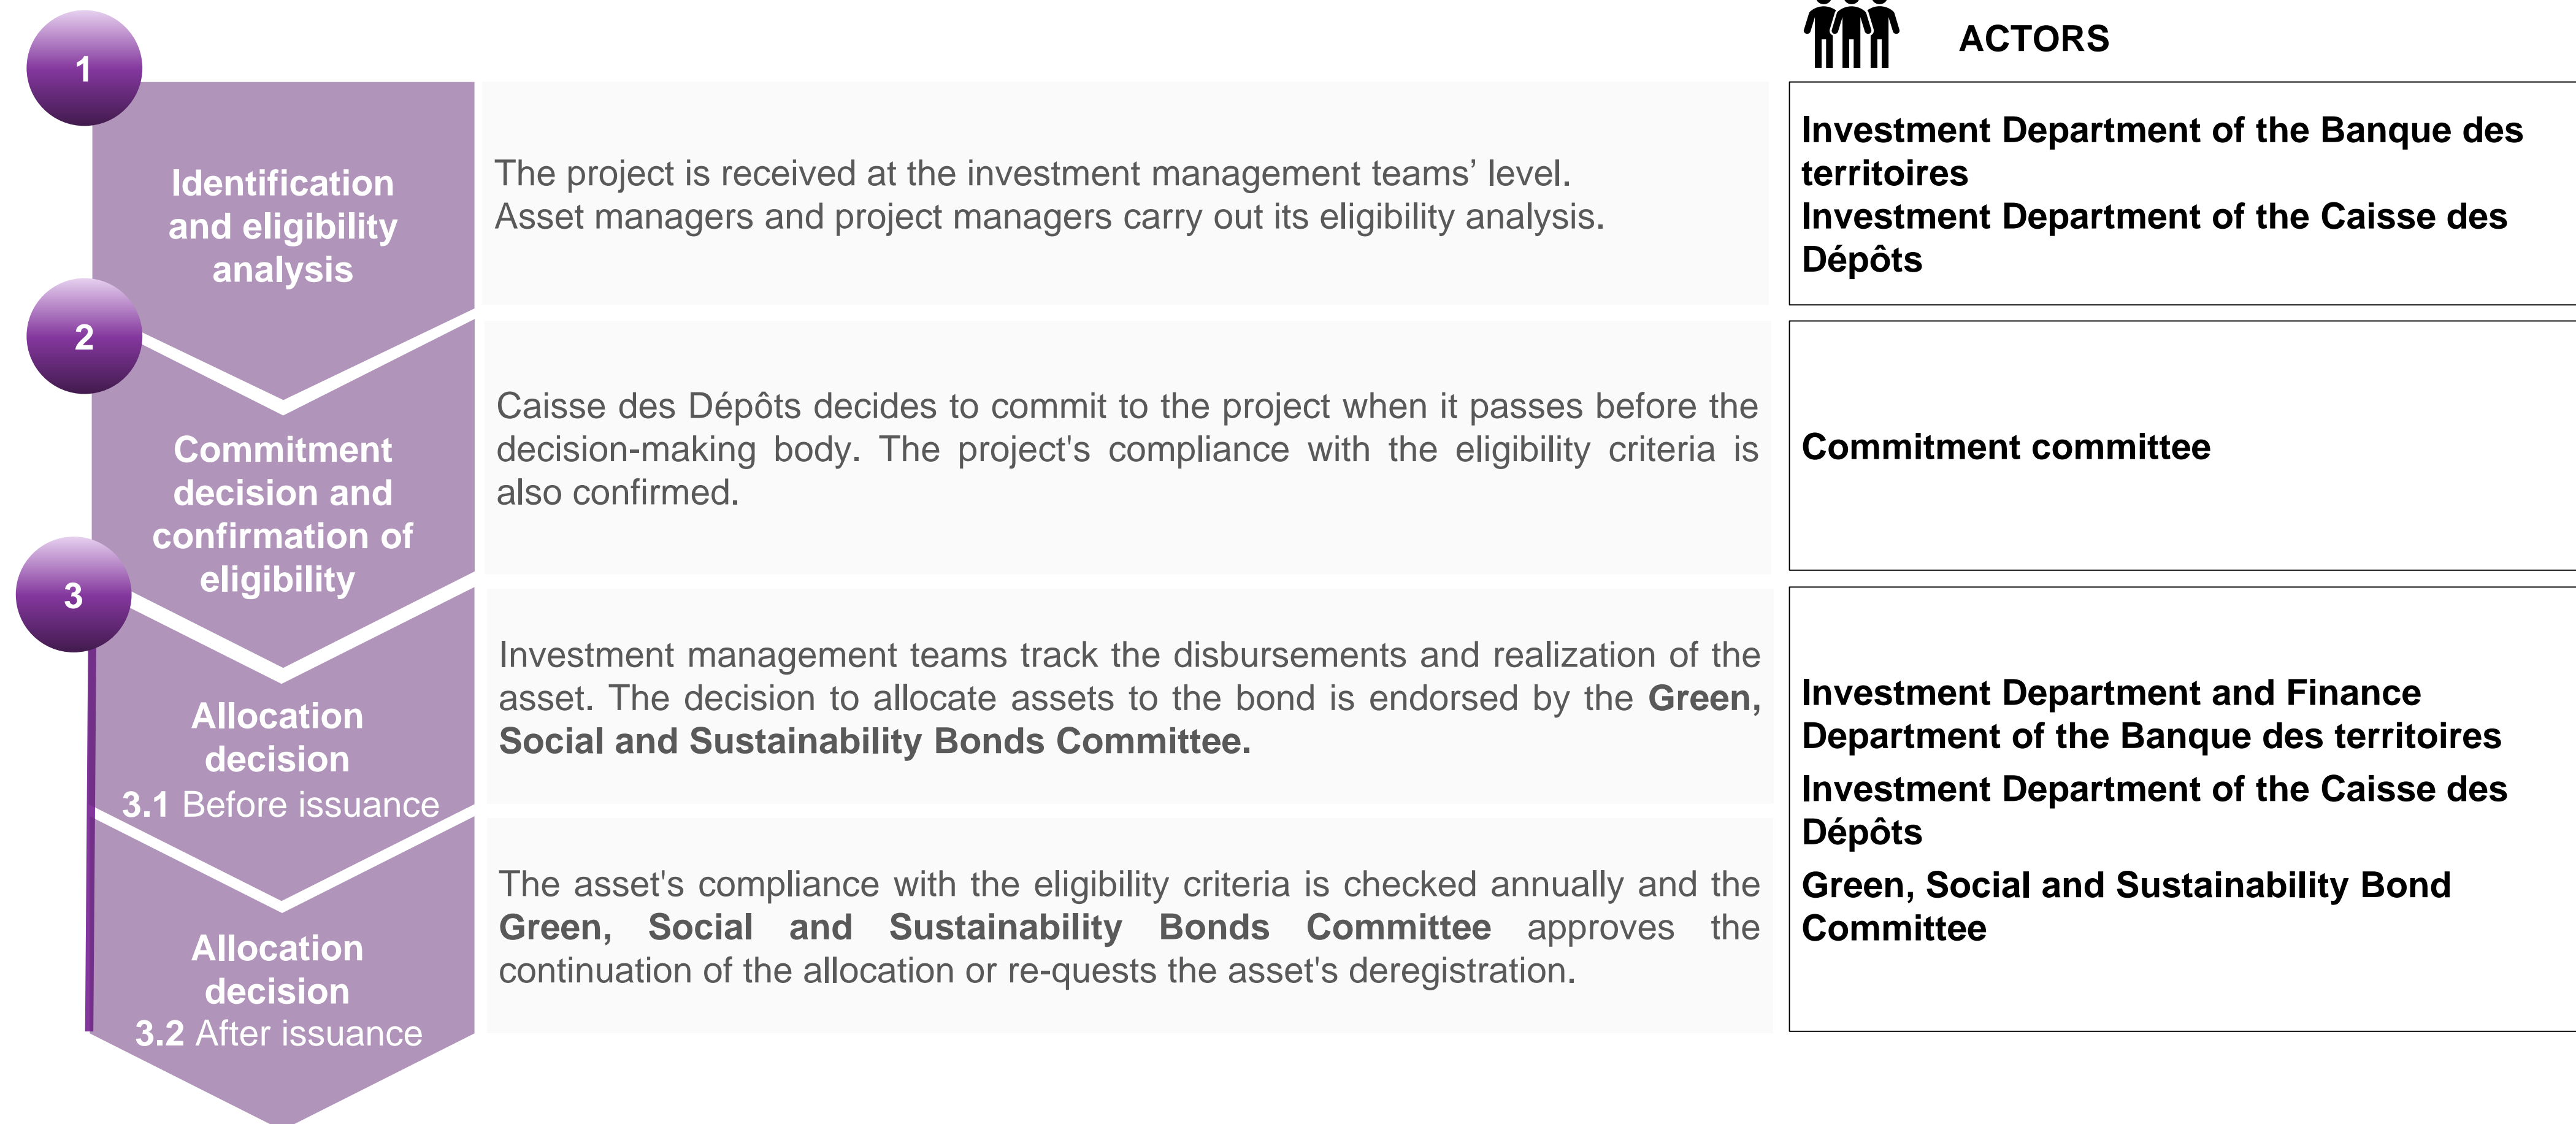 ACTORS
1
Identification
and eligibility
analysis
The project is received at the investment management teams’ level.
Asset managers and project managers carry out its eligibility analysis.
Investment Department of the Banque des
territoires
Investment Department of the Caisse des
Dépôts
2
Commitment
decision and
confirmation of
eligibility
Caisse des Dépôts decides to commit to the project when it passes before the
decision-making body. The project's compliance with the eligibility criteria is
also confirmed.
Commitment committee
3
Allocation
decision
3.1 Before issuance
Investment management teams track the disbursements and realization of the
asset. The decision to allocate assets to the bond is endorsed by the Green,
Social and Sustainability Bonds Committee.
Allocation
decision
3.2 After issuance
The asset's compliance with the eligibility criteria is checked annually and the
Green, Social and Sustainability Bonds Committee approves the
continuation of the allocation or re-quests the asset's deregistration.
Investment Department and Finance
Department of the Banque des territoires
Investment Department of the Caisse des
Dépôts
Green, Social and Sustainability Bond
Committee